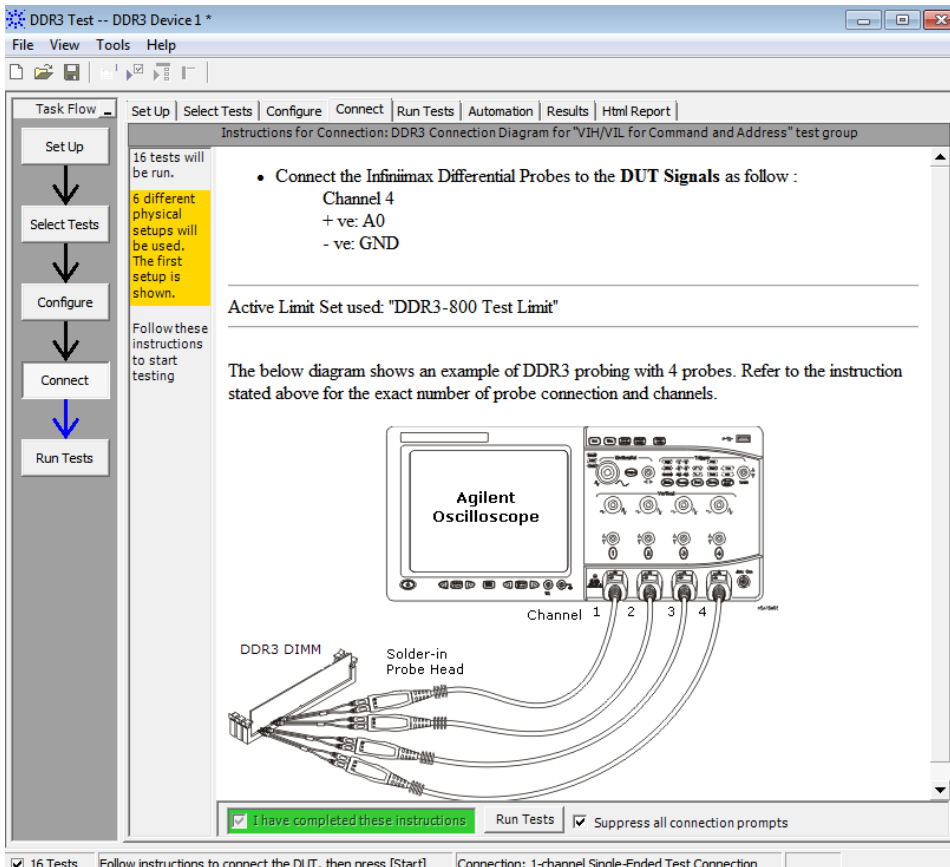 DDR3 Test -- DDR3 Device 1 *
File View Tools Help
Task Flow
Set Up
Select Tests
Configure
Connect
Run Tests
Set Up Select Tests Configure Connect Run Tests Automation Results Html Report
Instructions for Connection: DDR3 Connection Diagram for "VIH/VIL for Command and Address" test group
16 tests will
be run.
6 different
physical
setups will
be used.
The first
setup is
shown.
Follow these
instructions
to start
testing
• Connect the Infiniimax Differential Probes to the DUT Signals as follow :
Channel 4
+ ve: A0
- ve: GND
Active Limit Set used: "DDR3-800 Test Limit"
The below diagram shows an example of DDR3 probing with 4 probes. Refer to the instruction
stated above for the exact number of probe connection and channels.
Agilent
Oscilloscope
Vertical
1 2 3 4
Channel 1 2 3 4
DDR3 DIMM
Solder-in
Probe Head
I have completed these instructions
Run Tests
Suppress all connection prompts
16 Tests Follow instructions to connect the DUT, then press [Start] Connection: 1-channel Single-Ended Test Connection